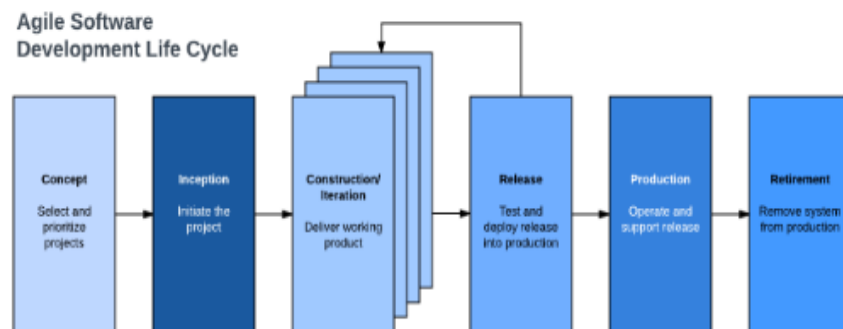 Agile Software
Development Life Cycle
Concept
Select and
prioritize
projects
Inception
Initiate the
project
Construction/
Iteration
Deliver working
product
Release
Test and
deploy release
into production
Production
Operate and
support release
Retirement
Remove system
from production